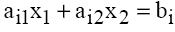 a_{i1}x_1 + a_{i2}x_2 = b_i